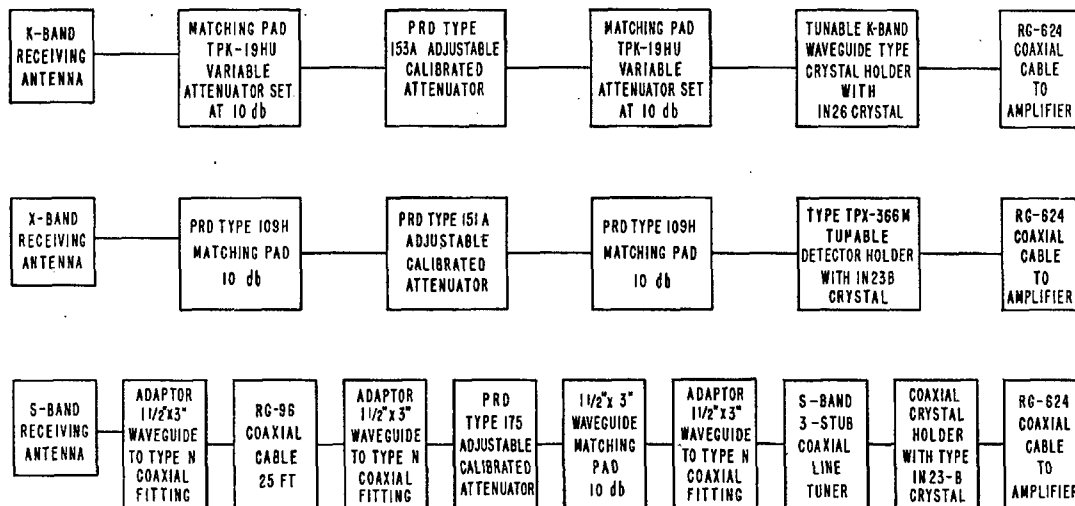 K-BAND
RECEIVING
ANTENNA
MATCHING PAD
TPK-19HU
VARIABLE
ATTENUATOR SET
AT 10 db
PRD TYPE
153A ADJUSTABLE
CALIBRATED
ATTENUATOR
MATCHING PAD
TPK-19HU
VARIABLE
ATTENUATOR SET
AT 10 db
TUNABLE K-BAND
WAVEGUIDE TYPE
CRYSTAL HOLDER
WITH
IN26 CRYSTAL
RG-624
COAXIAL
CABLE
TO
AMPLIFIER
X-BAND
RECEIVING
ANTENNA
PRD TYPE 109H
MATCHING PAD
10 db
PRD TYPE 151A
ADJUSTABLE
CALIBRATED
ATTENUATOR
PRD TYPE 109H
MATCHING PAD
10 db
TYPE TPX-366M
TUNABLE
DETECTOR HOLDER
WITH IN23B
CRYSTAL
RG-624
COAXIAL
CABLE
TO
AMPLIFIER
S-BAND
RECEIVING
ANTENNA
ADAPTOR
1 1/2"x3"
WAVEGUIDE
TO TYPE N
COAXIAL
FITTING
RG-96
COAXIAL
CABLE
25 FT
ADAPTOR
1 1/2"x3"
WAVEGUIDE
TO TYPE N
COAXIAL
FITTING
PRD
TYPE 175
ADJUSTABLE
CALIBRATED
ATTENUATOR
1 1/2"x 3"
WAVEGUIDE
MATCHING
PAD
10 db
ADAPTOR
1 1/2"x3"
WAVEGUIDE
TO TYPE N
COAXIAL
FITTING
S-BAND
3-STUB
COAXIAL
LINE
TUNER
COAXIAL
CRYSTAL
HOLDER
WITH TYPE
IN23-B
CRYSTAL
RG-624
COAXIAL
CABLE
TO
AMPLIFIER